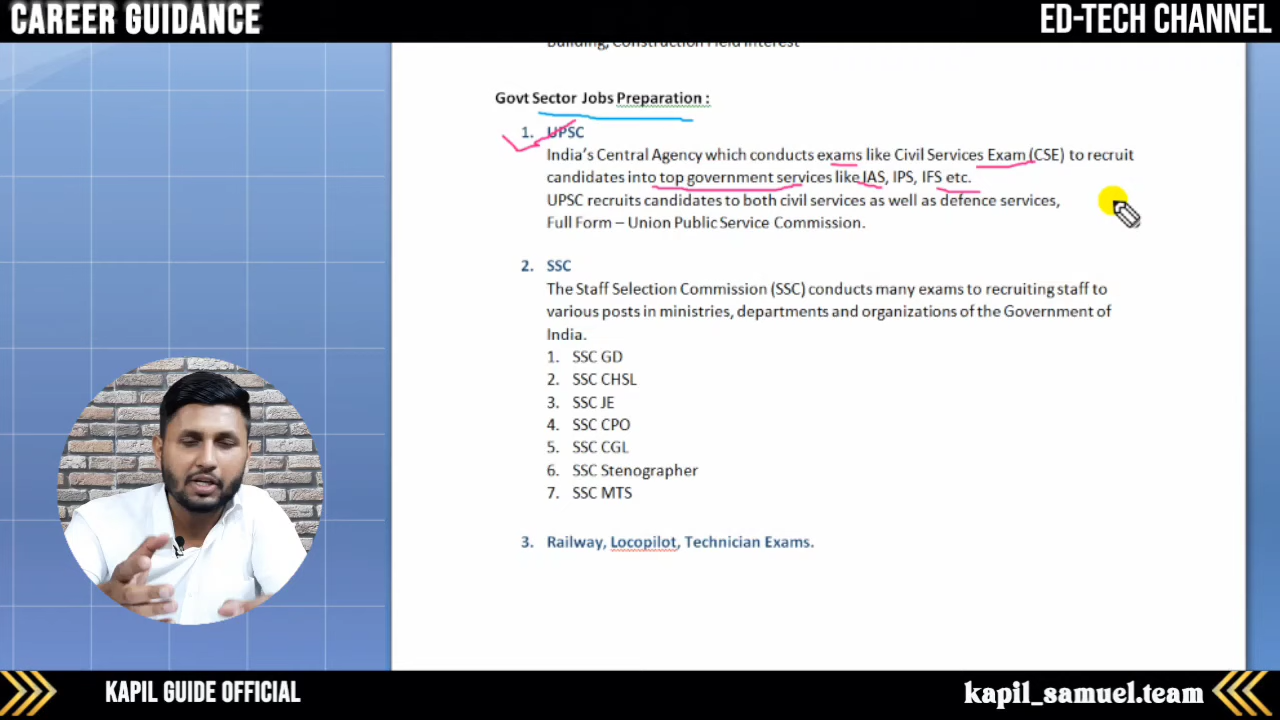 CAREER GUIDANCE
ED-TECH CHANNEL
Building, Construction Field Interest
Govt Sector Jobs Preparation :
1. UPSC
India's Central Agency which conducts exams like Civil Services Exam (CSE) to recruit
candidates into top government services like IAS, IPS, IFS etc.
UPSC recruits candidates to both civil services as well as defence services,
Full Form – Union Public Service Commission.
2. SSC
The Staff Selection Commission (SSC) conducts many exams to recruiting staff to
various posts in ministries, departments and organizations of the Government of
India.
1. SSC GD
2. SSC CHSL
3. SSC JE
4. SSC CPO
5. SSC CGL
6. SSC Stenographer
7. SSC MTS
3. Railway, Locopilot, Technician Exams.
KAPIL GUIDE OFFICIAL
kapil_samuel.team